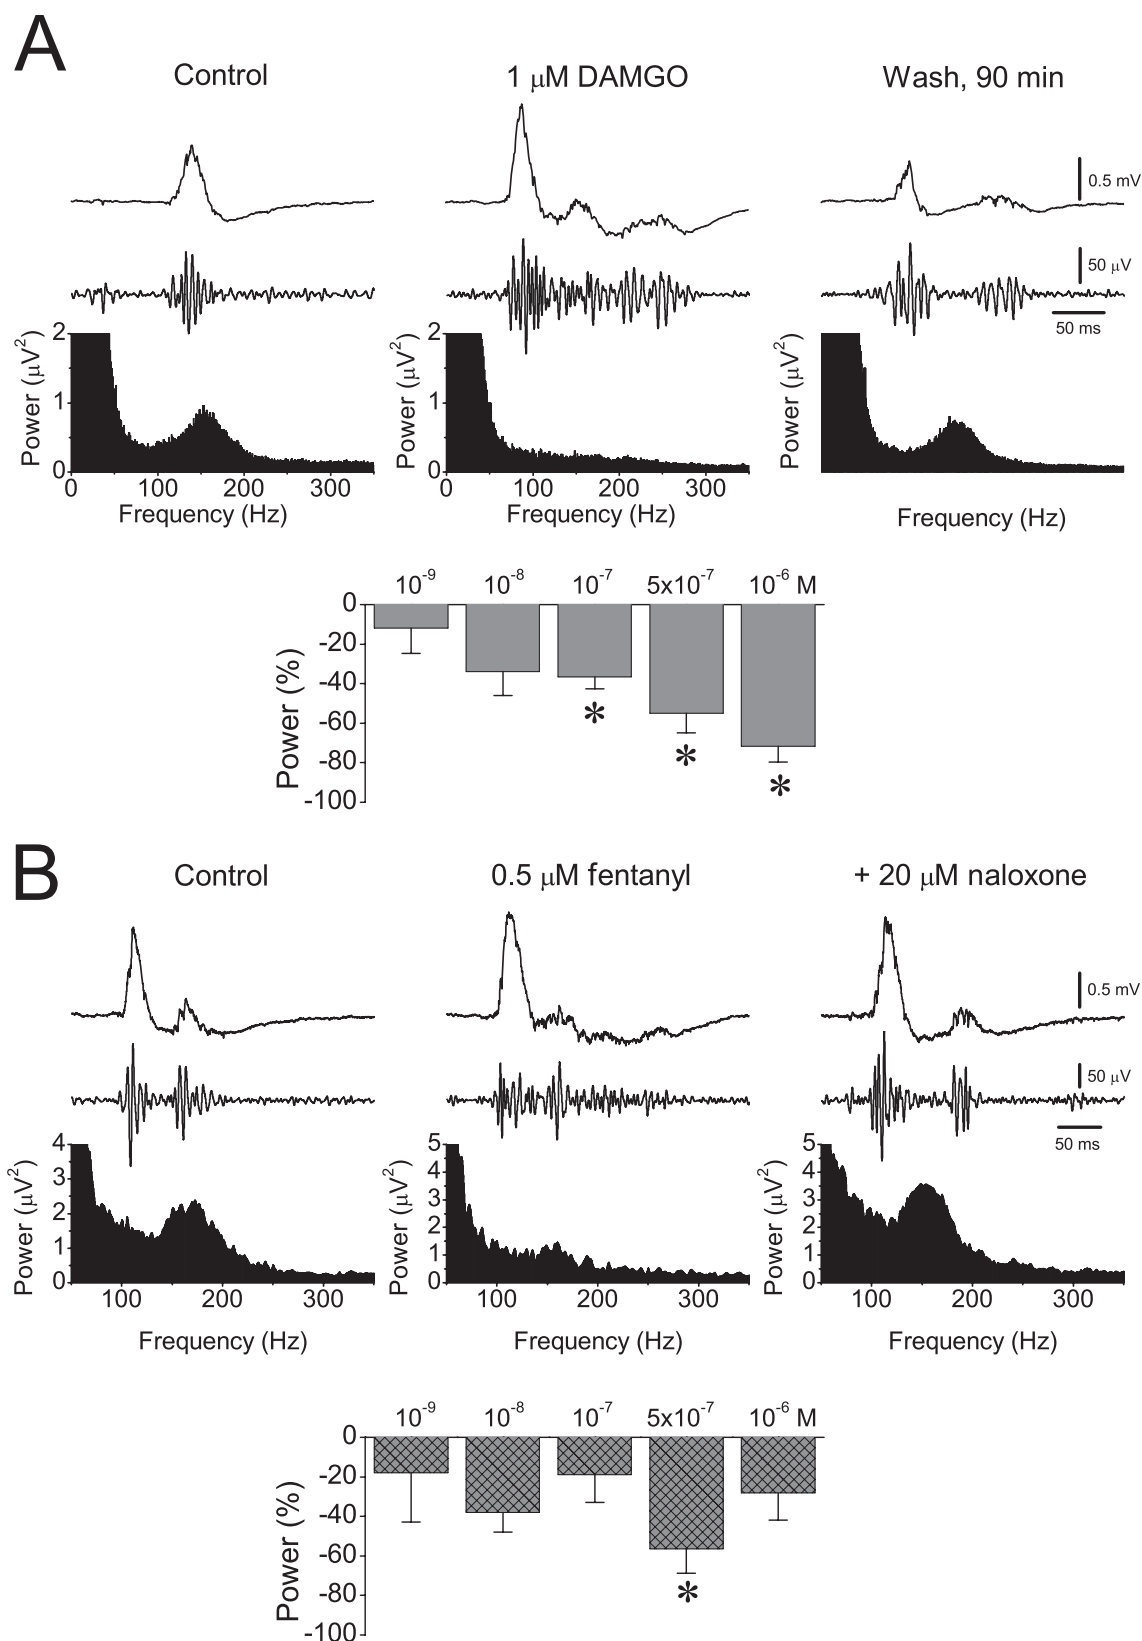 A
Control
1 μM DAMGO
Wash, 90 min
0.5 mV
50 μV
50 ms
Power (μV²)
2
1
0
0 100 200 300
Frequency (Hz)
Power (μV²)
2
1
0
0 100 200 300
Frequency (Hz)
Power (μV²)
Frequency (Hz)
10⁻⁹ 10⁻⁸ 10⁻⁷ 5x10⁻⁷ 10⁻⁶ M
Power (%)
0
-20
-40
-60
-80
-100
*
*
*
B
Control
0.5 μM fentanyl
+ 20 μM naloxone
0.5 mV
50 μV
50 ms
Power (μV²)
4
3
2
1
0
100 200 300
Frequency (Hz)
Power (μV²)
5
4
3
2
1
0
100 200 300
Frequency (Hz)
Power (μV²)
5
4
3
2
1
0
100 200 300
Frequency (Hz)
10⁻⁹ 10⁻⁸ 10⁻⁷ 5x10⁻⁷ 10⁻⁶ M
Power (%)
0
-20
-40
-60
-80
-100
*